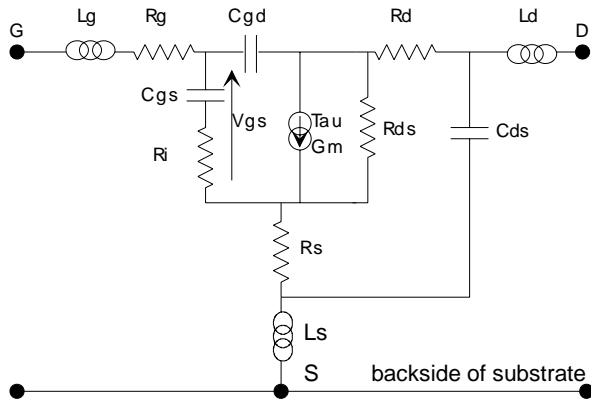 G Lg Rg Cgd Rd Ld D
Cgs Vgs Tau
Gm Rds Cds
Ri
Rs
Ls
S backside of substrate